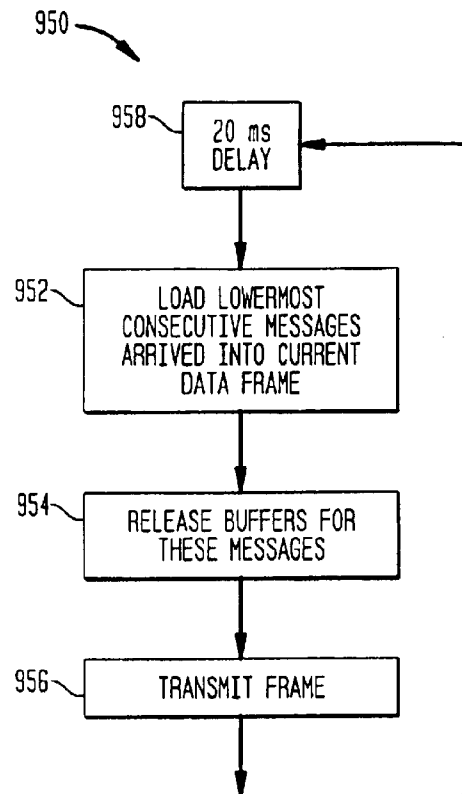 950
958
20 ms
DELAY
952
LOAD LOWERMOST
CONSECUTIVE MESSAGES
ARRIVED INTO CURRENT
DATA FRAME
954
RELEASE BUFFERS FOR
THESE MESSAGES
956
TRANSMIT FRAME